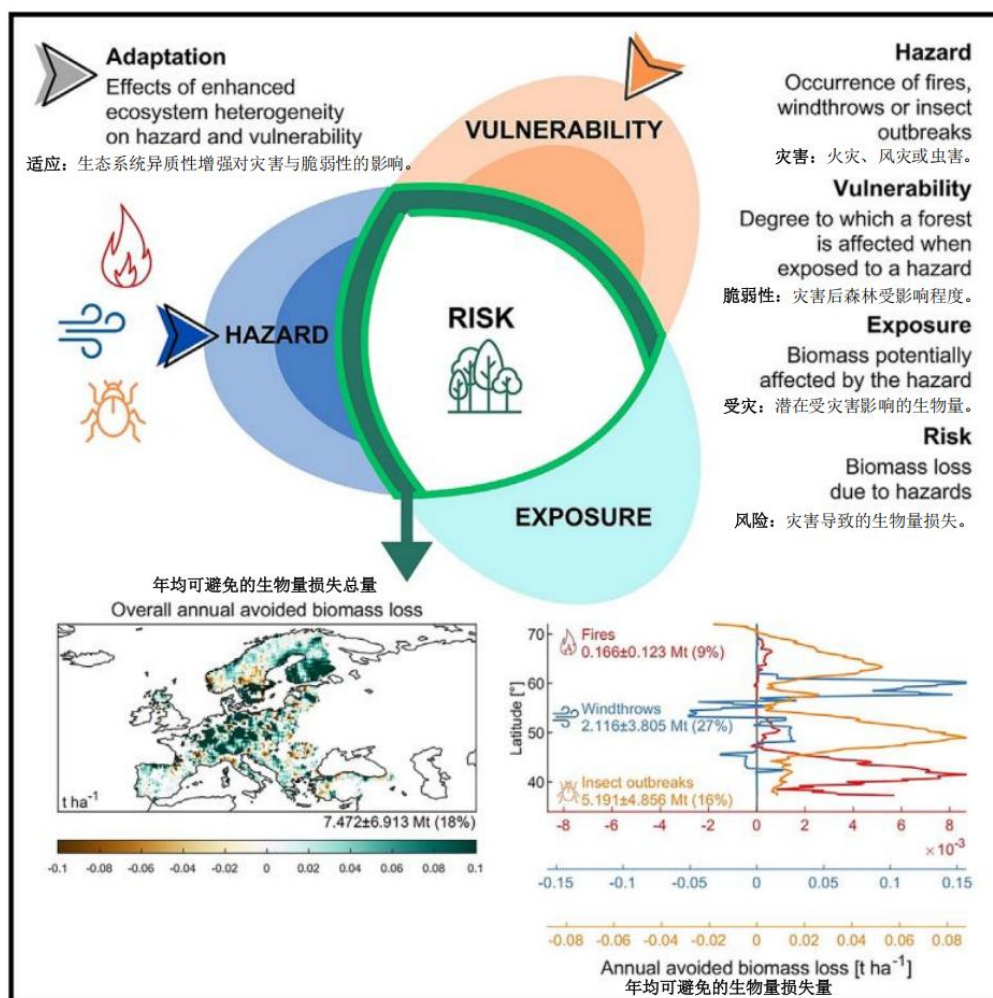 Adaptation
Effects of enhanced
ecosystem heterogeneity
on hazard and vulnerability
适应：生态系统异质性增强对灾害与脆弱性的影响。
VULNERABILITY
Hazard
Occurrence of fires,
windthrows or insect
outbreaks
灾害：火灾、风灾或虫害。
Vulnerability
Degree to which a forest
is affected when
exposed to a hazard
脆弱性：灾害后森林受影响程度。
Exposure
Biomass potentially
affected by the hazard
受灾：潜在受灾害影响的生物量。
Risk
Biomass loss
due to hazards
风险：灾害导致的生物量损失。
HAZARD
RISK
EXPOSURE
年均可避免的生物量损失总量
Overall annual avoided biomass loss
t ha⁻¹
7.472±6.913 Mt (18%)
-0.1 -0.08 -0.06 -0.04 -0.02 0 0.02 0.04 0.06 0.08 0.1
Latitude [°]
70
60
50
40
Fires
0.166±0.123 Mt (9%)
Windthrows
2.116±3.805 Mt (27%)
Insect outbreaks
5.191±4.856 Mt (16%)
-8 -6 -4 -2 0 2 4 6 8
×10⁻³
-0.15 -0.1 -0.05 0 0.05 0.1 0.15
-0.08 -0.06 -0.04 -0.02 0 0.02 0.04 0.06 0.08
Annual avoided biomass loss [t ha⁻¹]
年均可避免的生物量损失量